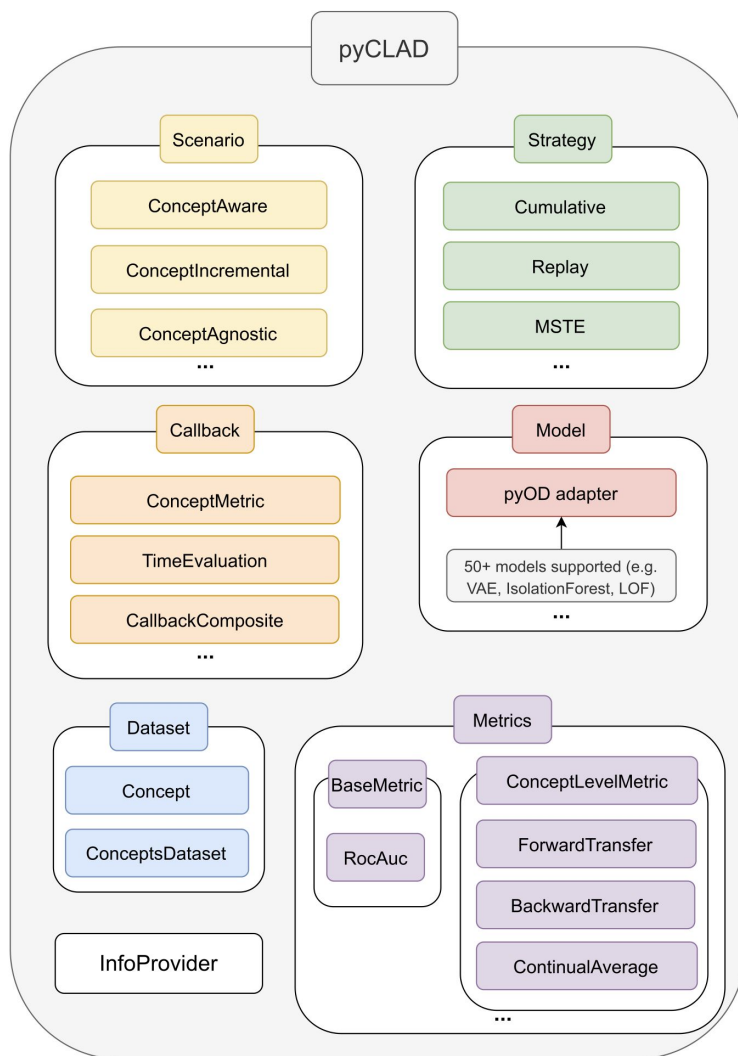 pyCLAD
Scenario
ConceptAware
ConceptIncremental
ConceptAgnostic
...
Strategy
Cumulative
Replay
MSTE
...
Callback
ConceptMetric
TimeEvaluation
CallbackComposite
...
Model
pyOD adapter
50+ models supported (e.g.
VAE, IsolationForest, LOF)
...
Dataset
Concept
ConceptsDataset
InfoProvider
Metrics
BaseMetric
RocAuc
ConceptLevelMetric
ForwardTransfer
BackwardTransfer
ContinualAverage
...